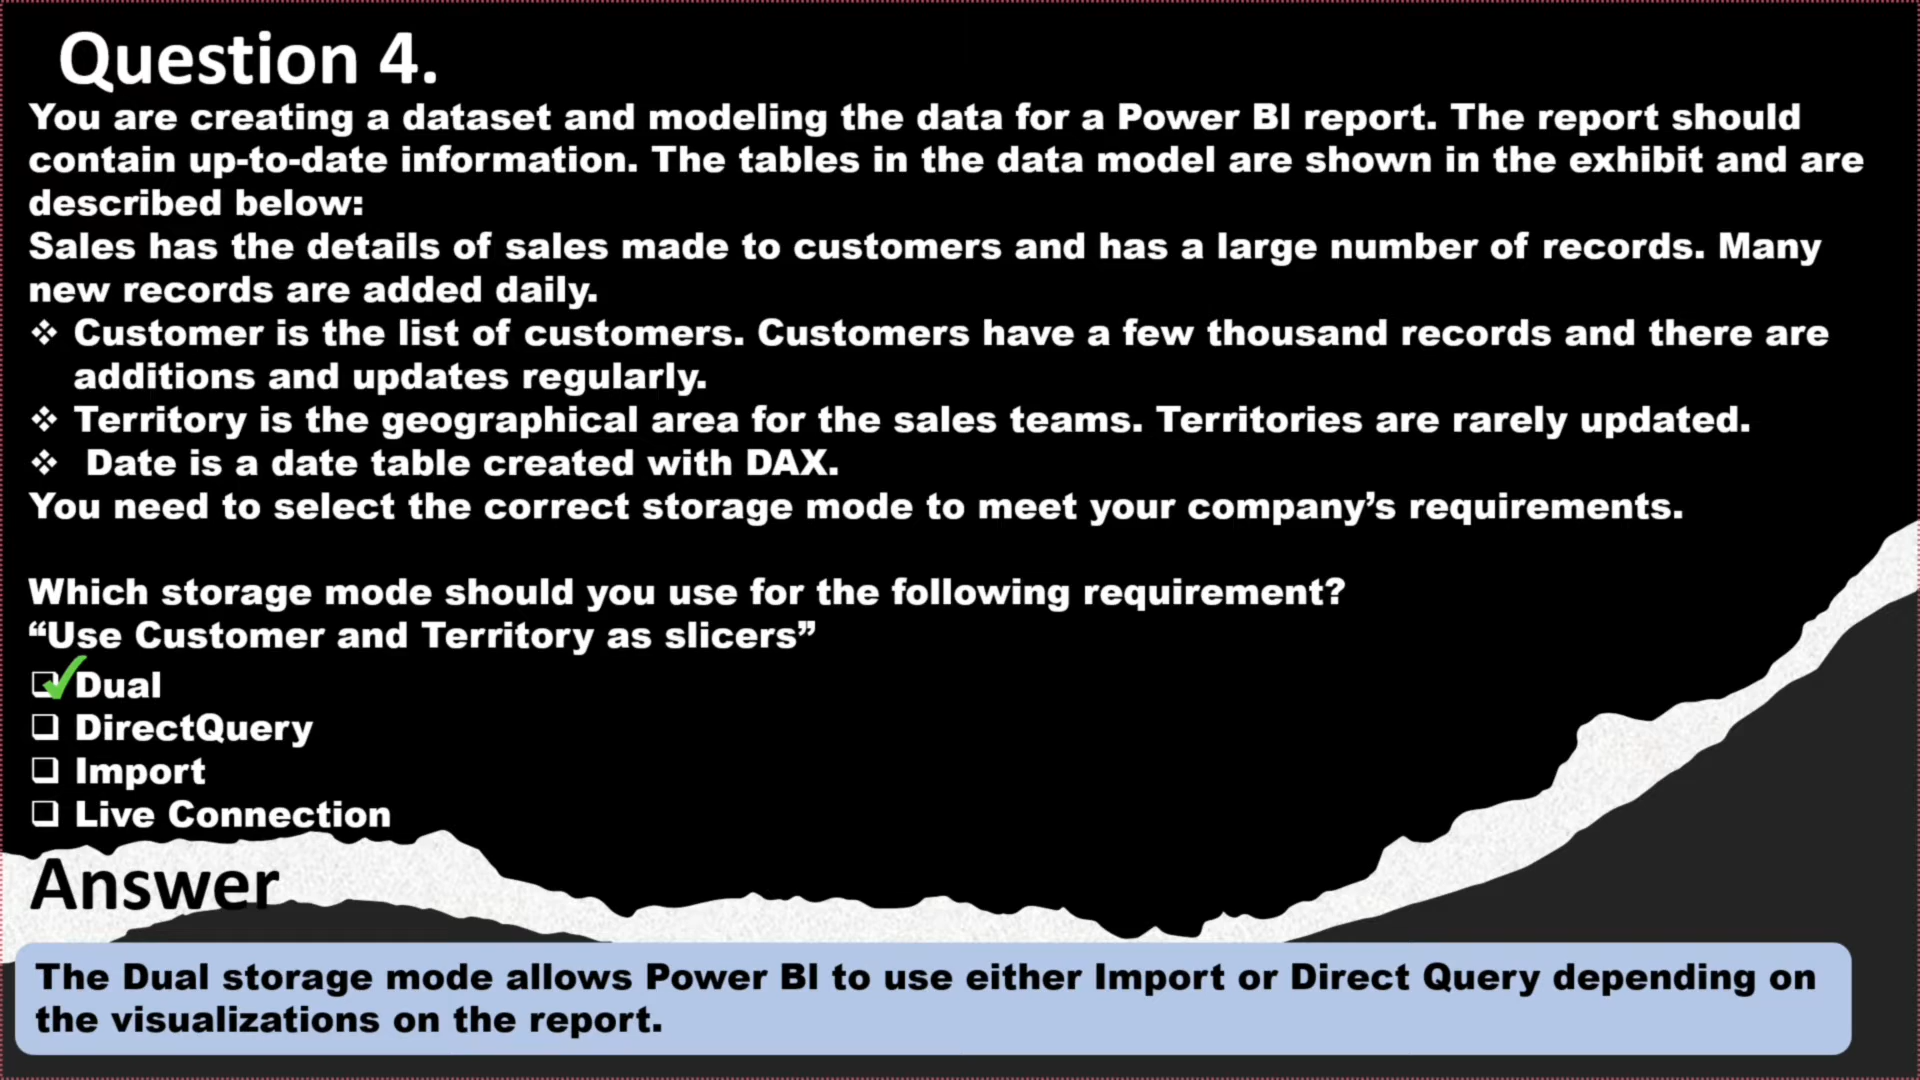 Question 4.
You are creating a dataset and modeling the data for a Power BI report. The report should
contain up-to-date information. The tables in the data model are shown in the exhibit and are
described below:
Sales has the details of sales made to customers and has a large number of records. Many
new records are added daily.
❖ Customer is the list of customers. Customers have a few thousand records and there are
additions and updates regularly.
❖ Territory is the geographical area for the sales teams. Territories are rarely updated.
❖ Date is a date table created with DAX.
You need to select the correct storage mode to meet your company’s requirements.
Which storage mode should you use for the following requirement?
“Use Customer and Territory as slicers”
❑ Dual
❑ DirectQuery
❑ Import
❑ Live Connection
Answer
The Dual storage mode allows Power BI to use either Import or Direct Query depending on
the visualizations on the report.